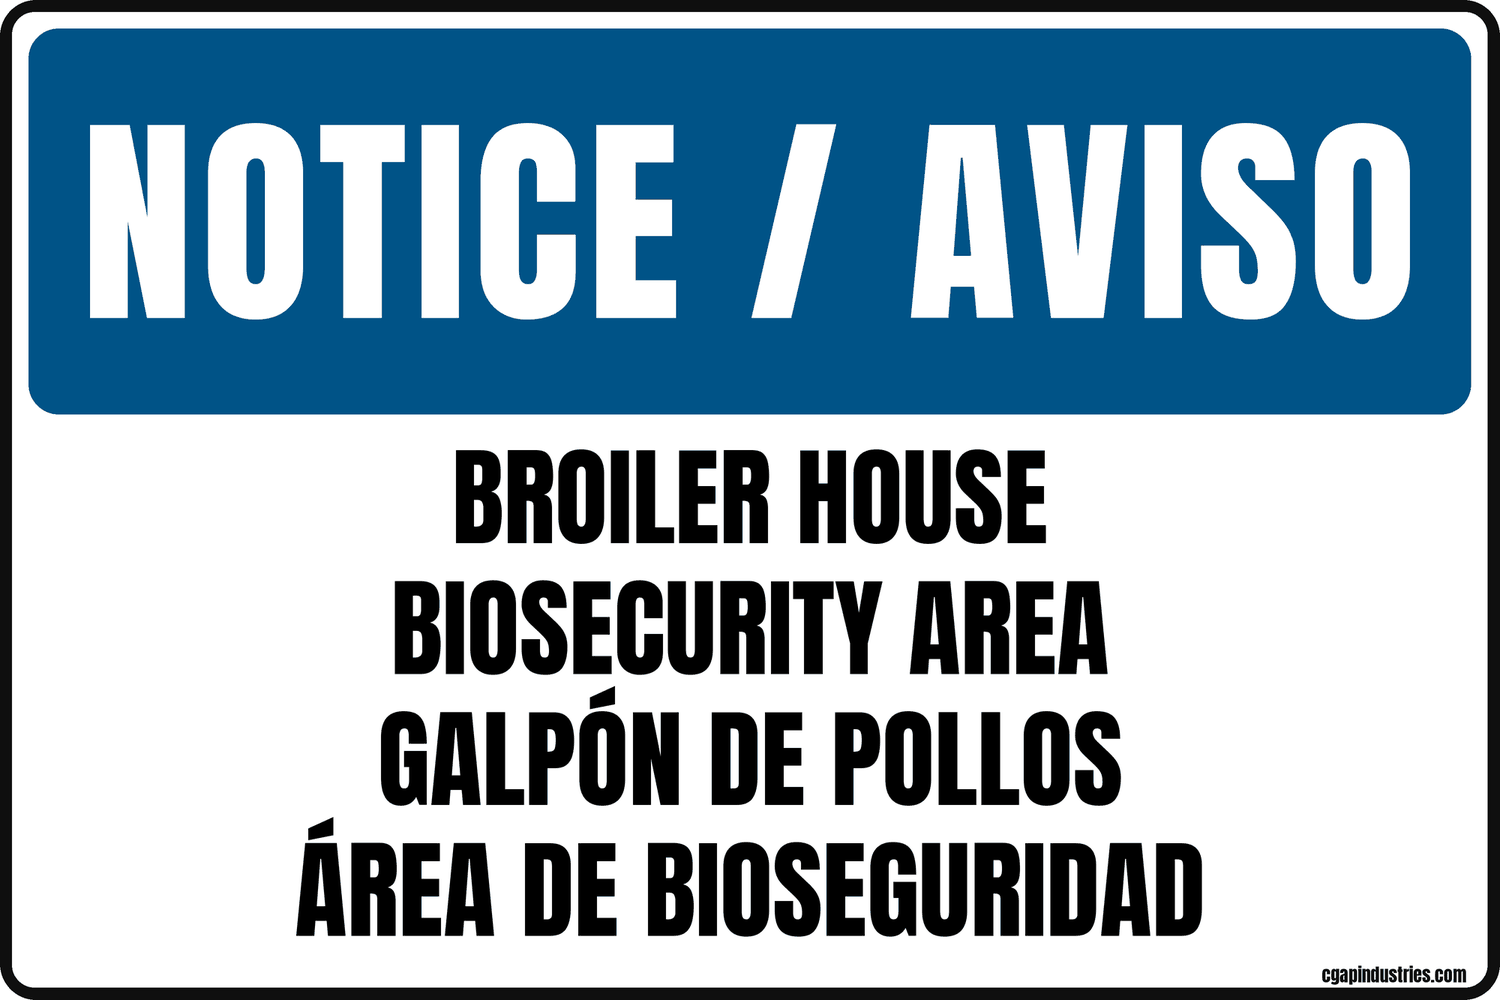 NOTICE / AVISO
BROILER HOUSE
BIOSECURITY AREA
GALPÓN DE POLLOS
ÁREA DE BIOSEGURIDAD
cgapindustries.com